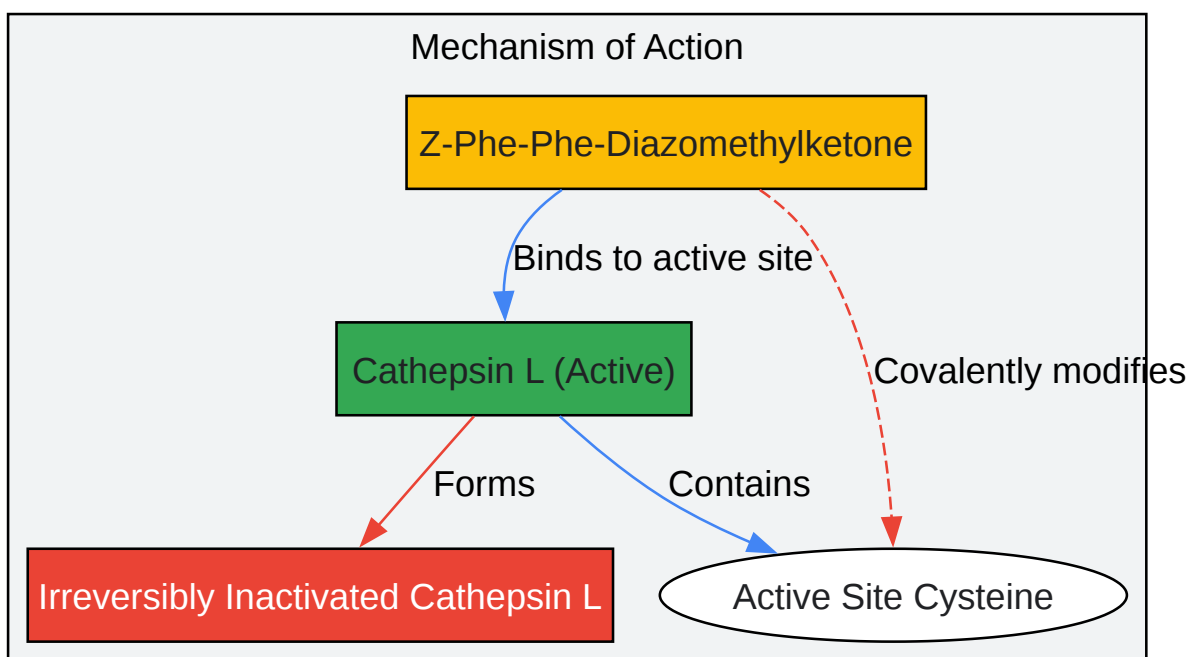 Mechanism of Action
Z-Phe-Phe-Diazomethylketone
Binds to active site
Cathepsin L (Active)
Covalently modifies
Forms
Contains
Irreversibly Inactivated Cathepsin L
Active Site Cysteine